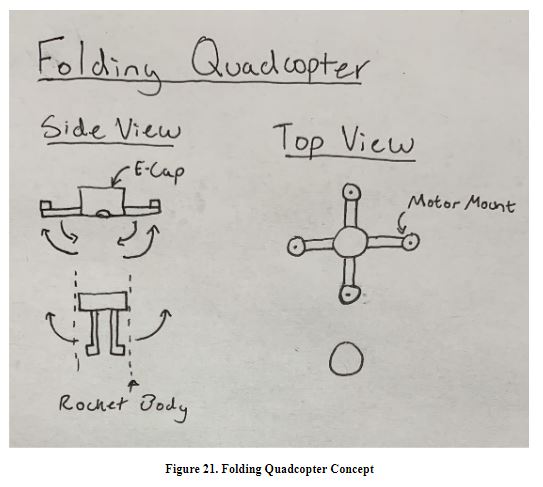 Folding Quadcopter
Side View
E-Cap
Rocket Body
Top View
Motor Mount
Figure 21. Folding Quadcopter Concept